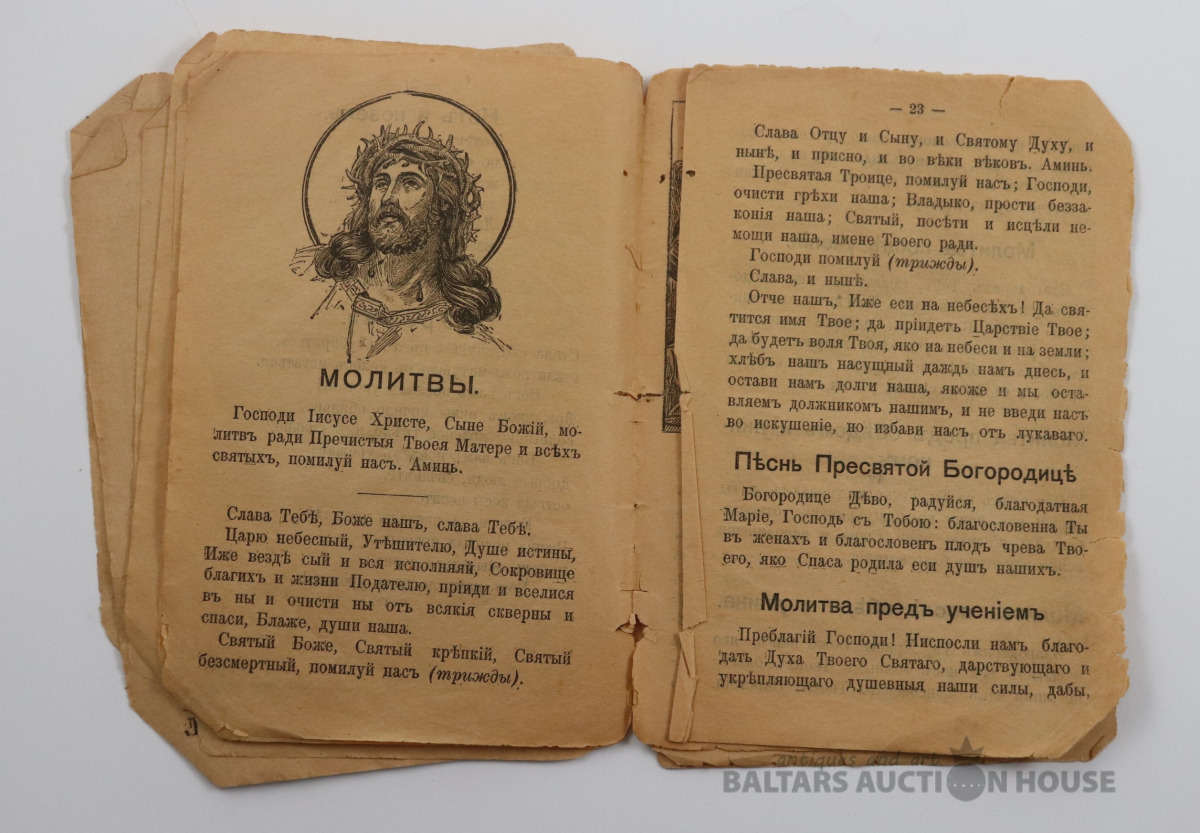 МОЛИТВЫ.
Господи Іисусе Христе, Сыне Божій, мо-
литвъ ради Пречистыя Твоея Матере и всѣхъ
святыхъ, помилуй насъ. Аминь.
Слава Тебѣ, Боже нашъ, слава Тебѣ.
Царю небесный, Утѣшителю, Душе истины,
Иже вездѣ сый и вся исполняяй, Сокровище
благихъ и жизни Подателю, пріиди и вселися
въ ны и очисти ны отъ всякія скверны и
спаси, Блаже, души наша.
Святый Боже, Святый крѣпкій, Святый
безсмертный, помилуй насъ (трижды).
— 23 —
Слава Отцу и Сыну, и Святому Духу, и
нынѣ, и присно, и во вѣки вѣковъ. Аминь.
Пресвятая Троице, помилуй насъ; Господи,
очисти грѣхи наша; Владыко, прости безза-
конія наша; Святый, посѣти и исцѣли не-
мощи наша, имене Твоего ради.
Господи помилуй (трижды).
Слава, и нынѣ.
Отче нашъ, Иже еси на небесѣхъ! Да свя-
тится имя Твое; да пріидетъ Царствіе Твое;
да будетъ воля Твоя, яко на небеси и на земли;
хлѣбъ нашъ насущный даждь намъ днесь, и
остави намъ долги наша, якоже и мы оста-
вляемъ должникомъ нашимъ, и не введи насъ
во искушеніе, но избави насъ отъ лукаваго.
Пѣснь Пресвятой Богородицѣ
Богородице Дѣво, радуйся, благодатная
Маріе, Господь съ Тобою: благословенна Ты
въ женахъ и благословенъ плодъ чрева Тво-
его, яко Спаса родила еси душъ нашихъ.
Молитва предъ ученіемъ
Преблагій Господи! Ниспосли намъ благо-
дать Духа Твоего Святаго, дарствующаго и
укрѣпляющаго душевныя наши силы, дабы,
antiques and art
BALTARS AUCTION HOUSE